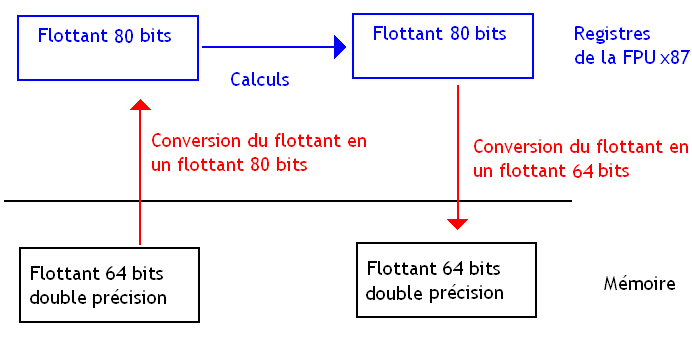 Flottant 80 bits
Flottant 80 bits
Registres
de la FPU x87
Calculs
Conversion du flottant en
un flottant 80 bits
Conversion du flottant en
un flottant 64 bits
Flottant 64 bits
double précision
Flottant 64 bits
double précision
Mémoire